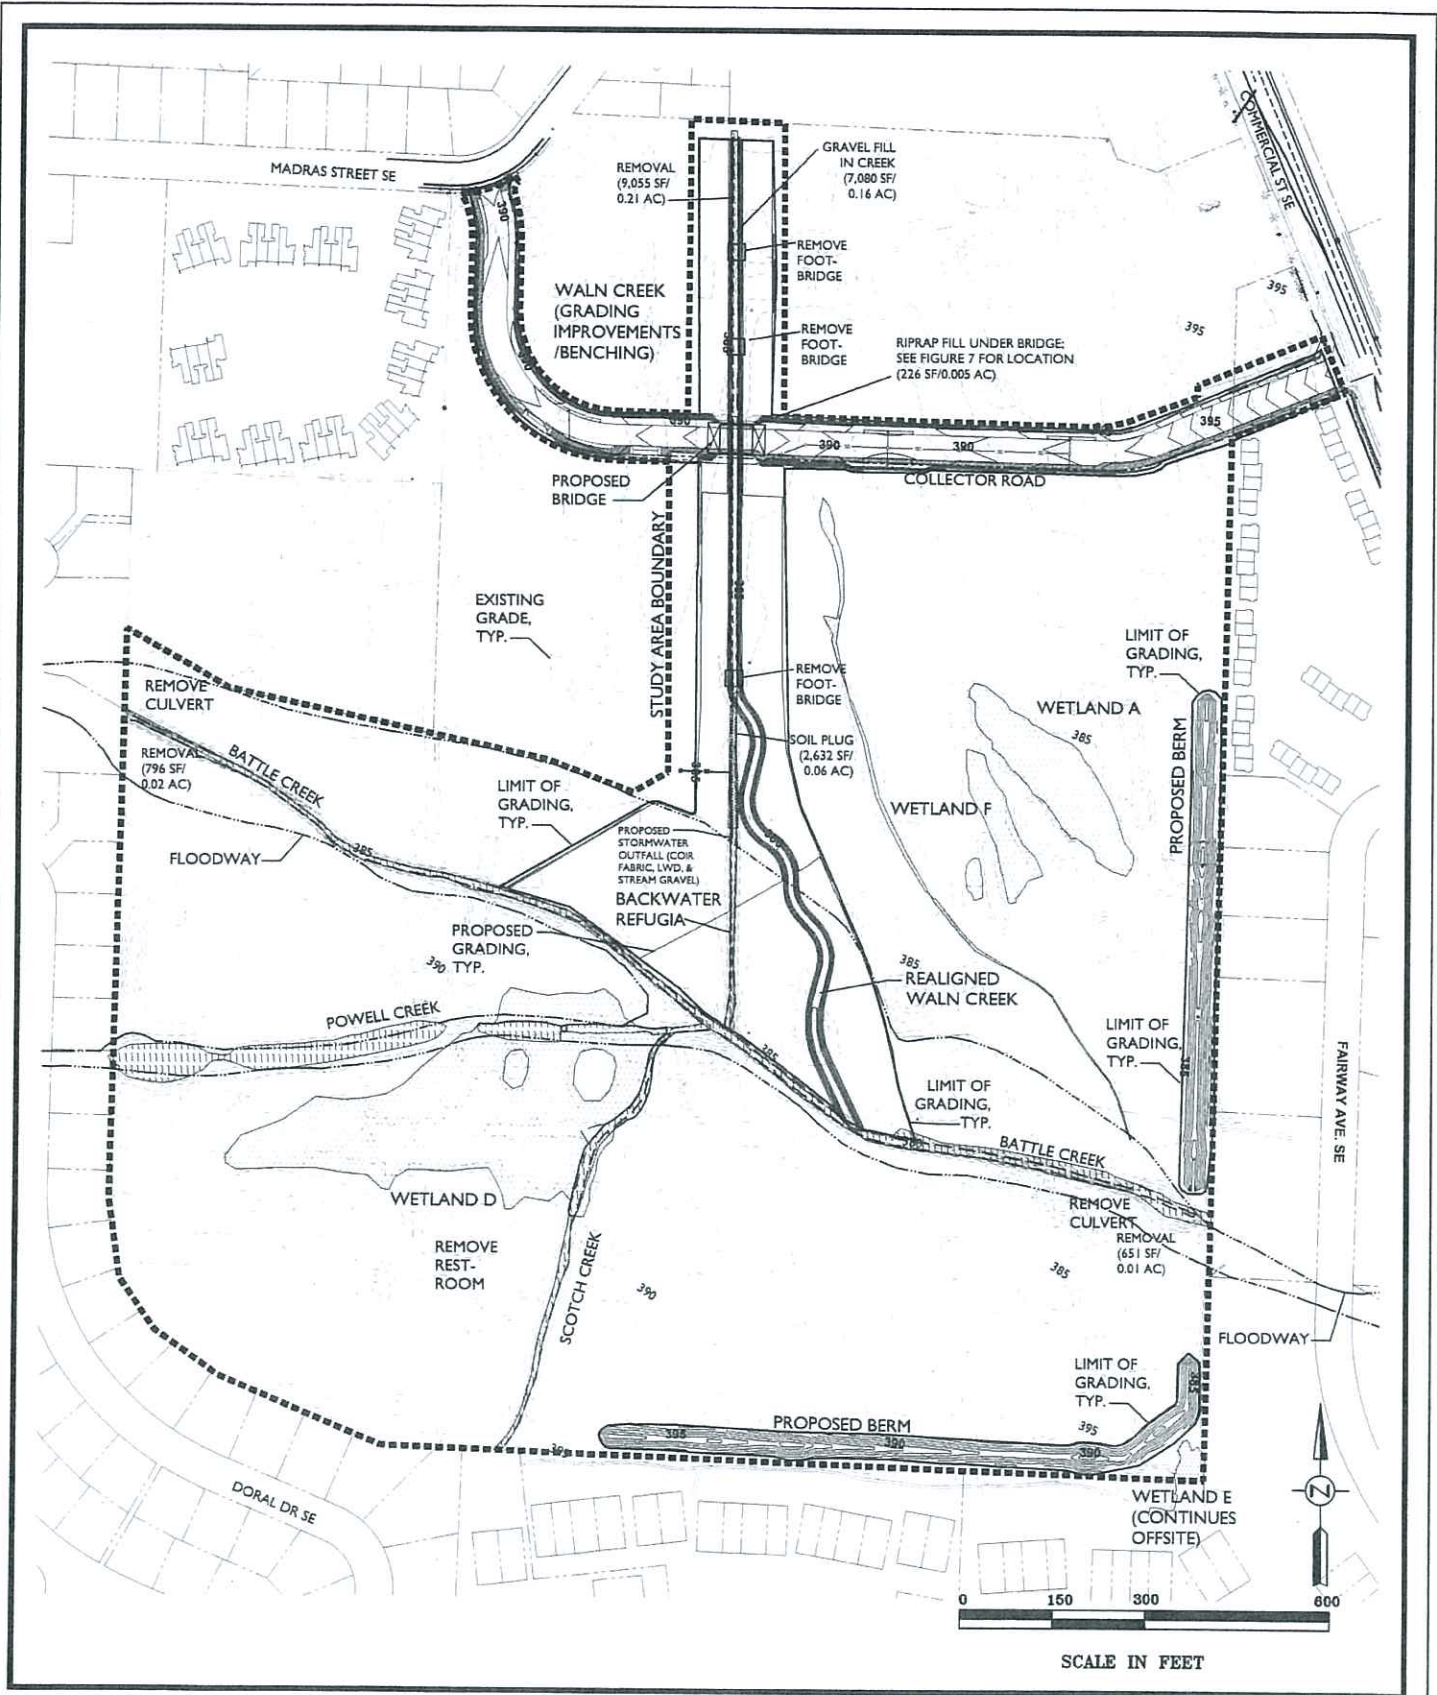 COMMERCIAL ST SE
MADRAS STREET SE
390
REMOVAL
(9,055 SF/
0.21 AC)
GRAVEL FILL
IN CREEK
(7,080 SF/
0.16 AC)
REMOVE
FOOT-
BRIDGE
WALN CREEK
(GRADING
IMPROVEMENTS
/BENCHING)
REMOVE
FOOT-
BRIDGE
395
395
RIPRAP FILL UNDER BRIDGE;
SEE FIGURE 7 FOR LOCATION
(226 SF/0.005 AC)
390
390
390
395
PROPOSED
BRIDGE
COLLECTOR ROAD
STUDY AREA BOUNDARY
EXISTING
GRADE,
TYP.
LIMIT OF
GRADING,
TYP.
REMOVE
CULVERT
REMOVE
FOOT-
BRIDGE
WETLAND A
385
REMOVAL
(796 SF/
0.02 AC)
BATTLE CREEK
SOIL PLUG
(2,632 SF/
0.06 AC)
PROPOSED BERM
LIMIT OF
GRADING,
TYP.
WETLAND F
FLOODWAY
385
PROPOSED
STORMWATER
OUTFALL (COIR
FABRIC, LWD, &
STREAM GRAVEL)
BACKWATER
REFUGIA
PROPOSED
GRADING,
TYP.
390
385
REALIGNED
WALN CREEK
POWELL CREEK
385
LIMIT OF
GRADING,
TYP.
385
FAIRWAY AVE. SE
LIMIT OF
GRADING,
TYP.
BATTLE CREEK
WETLAND D
REMOVE
CULVERT
REMOVAL
(651 SF/
0.01 AC)
REMOVE
REST-
ROOM
SCOTCH CREEK
390
385
FLOODWAY
LIMIT OF
GRADING,
TYP.
385
PROPOSED BERM
395
395
390
390
395
DORAL DR SE
WETLAND E
(CONTINUES
OFFSITE)
N
0 150 300 600
SCALE IN FEET